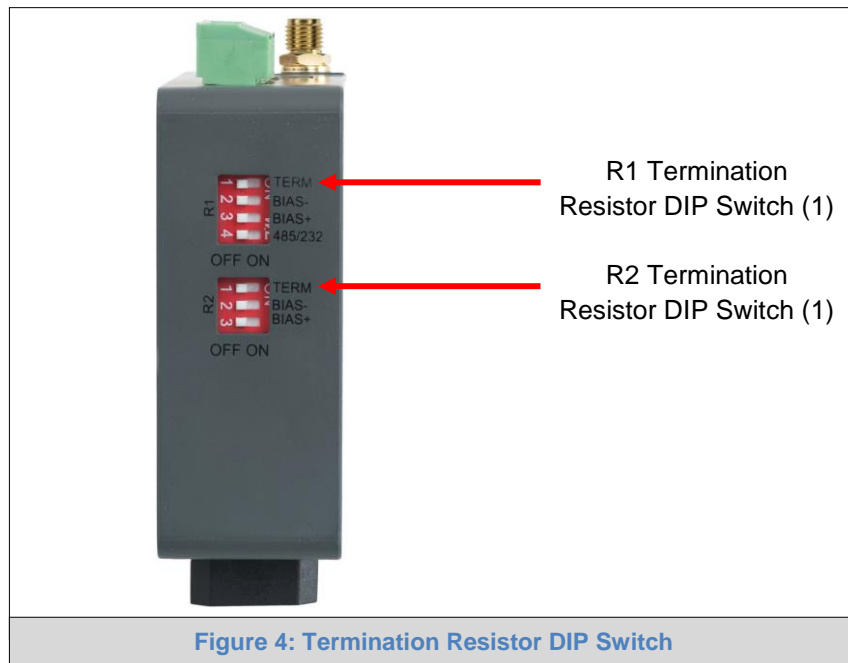 R1 Termination
Resistor DIP Switch (1)
R1
1 TERM
2 BIAS-
3 BIAS+
4 485/232
OFF ON
R2 Termination
Resistor DIP Switch (1)
R2
1 TERM
2 BIAS-
3 BIAS+
OFF ON
Figure 4: Termination Resistor DIP Switch